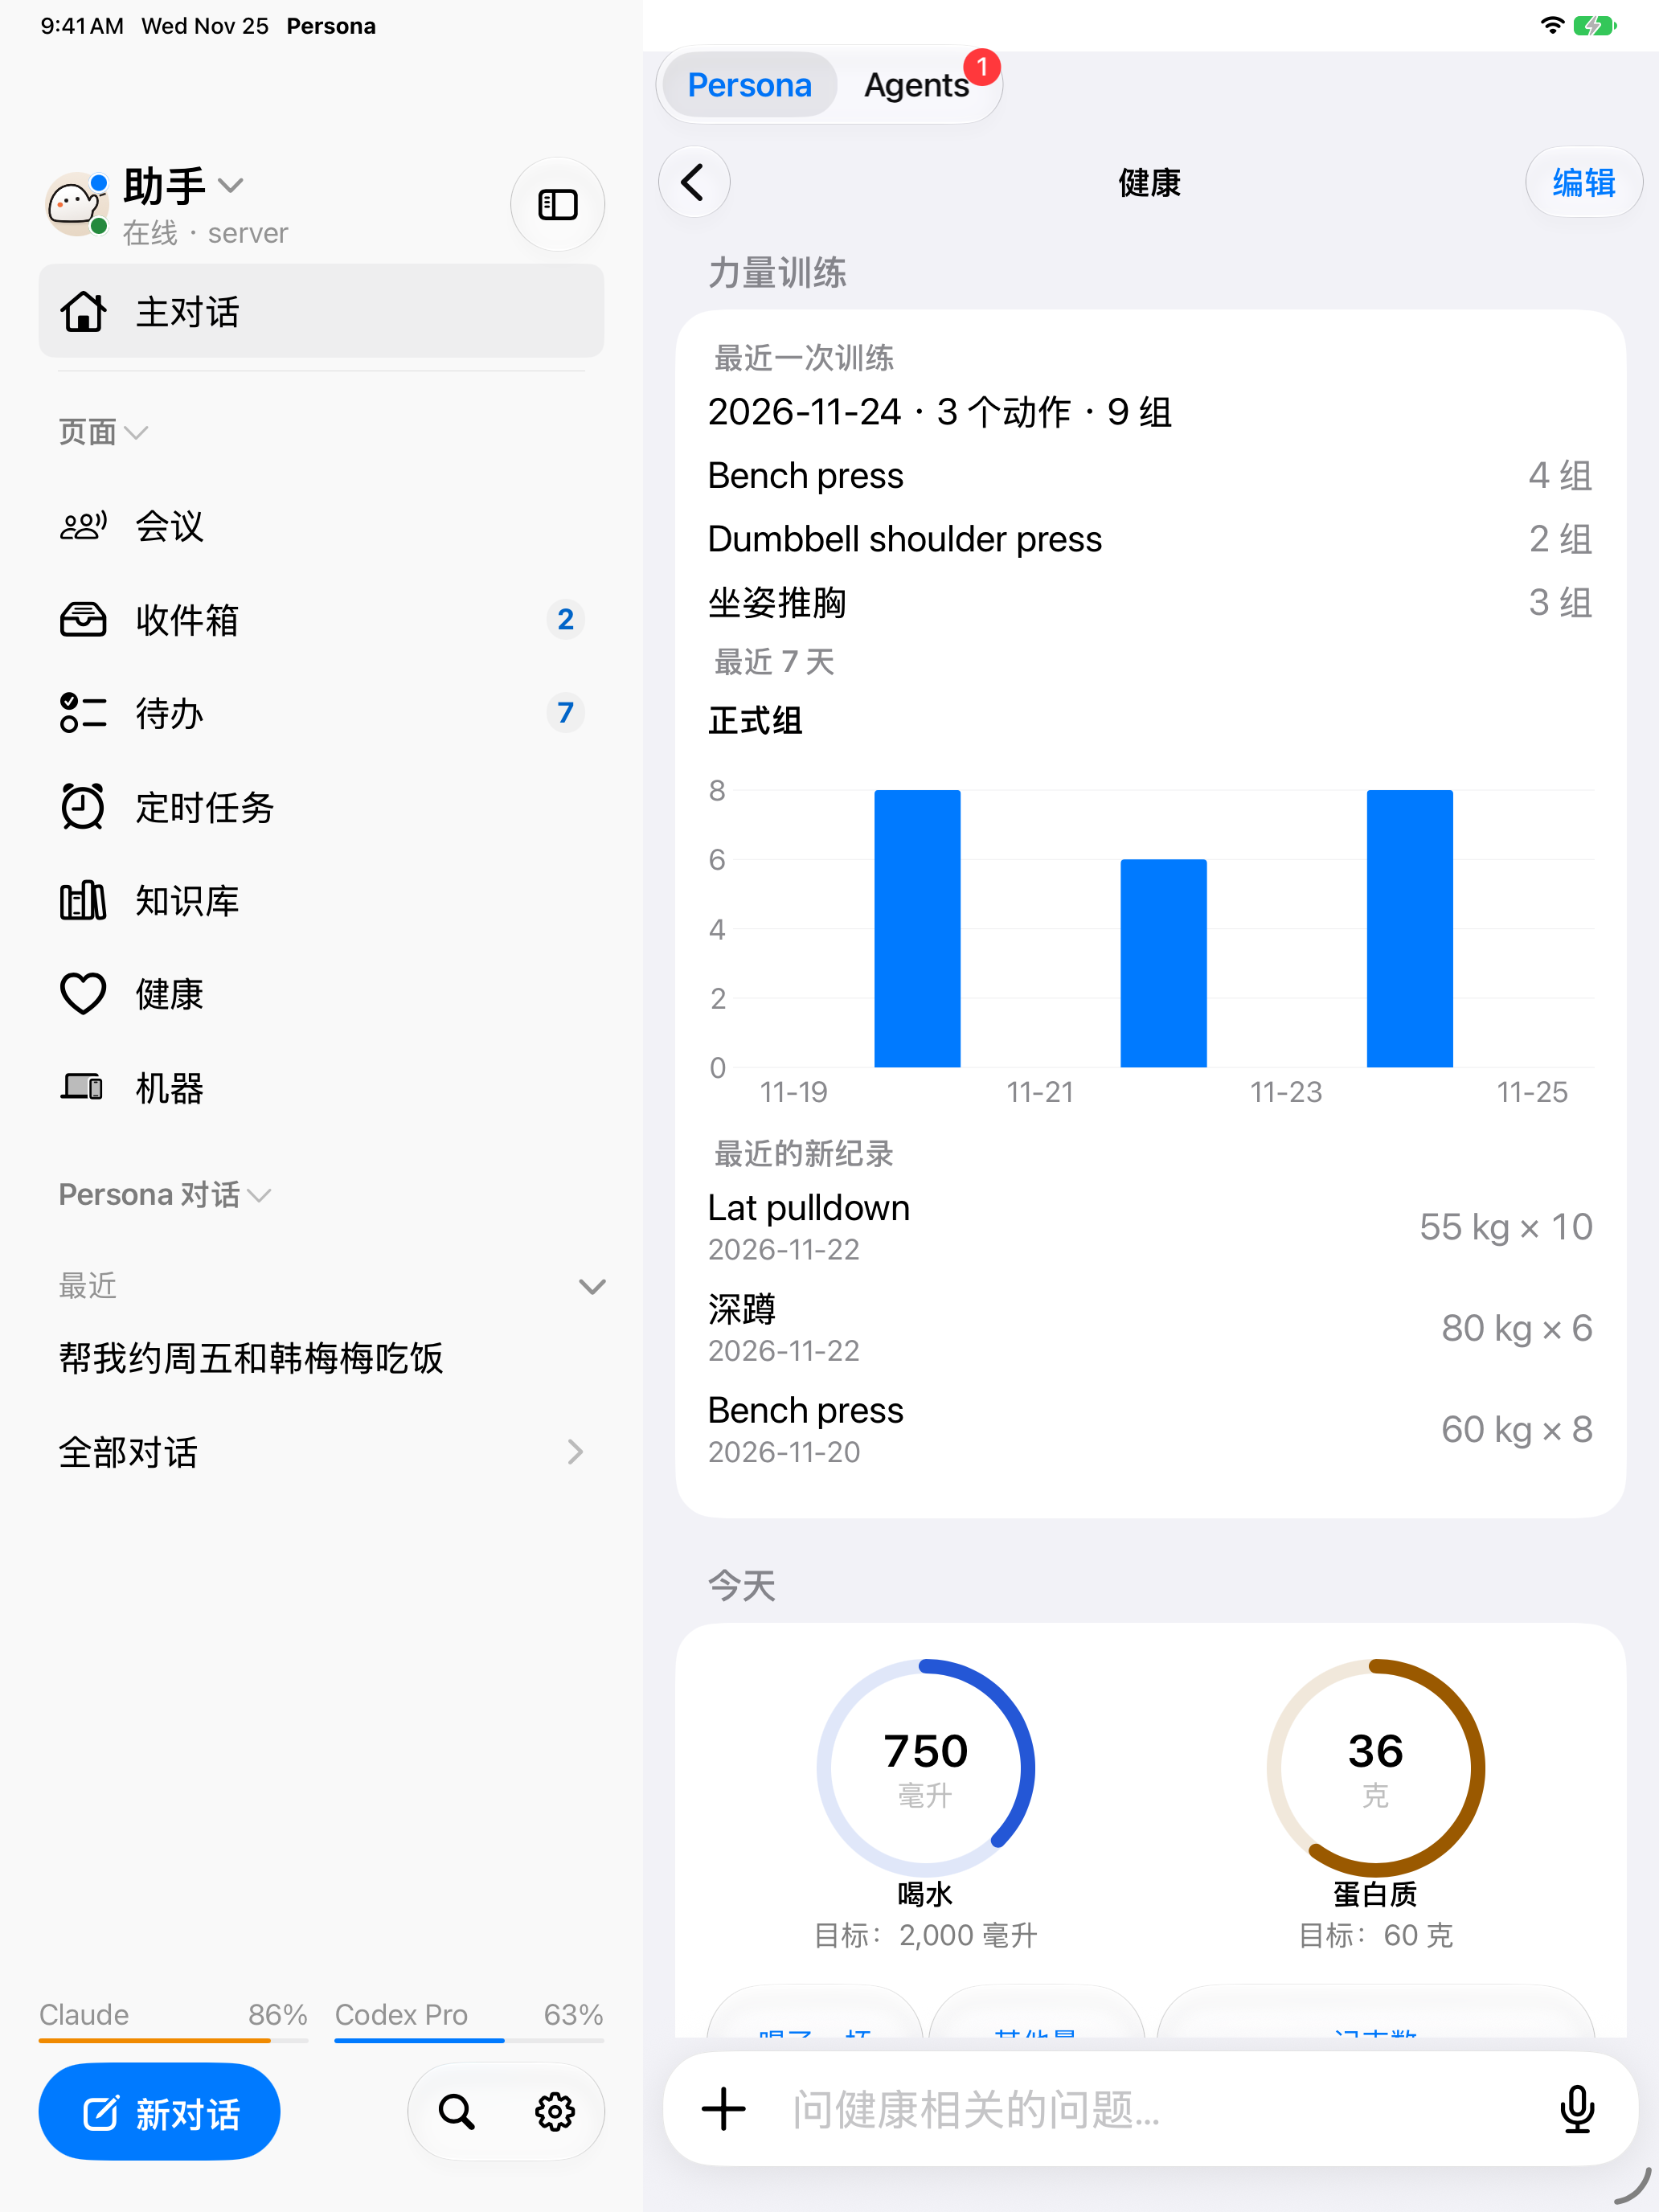 9:41 AM Wed Nov 25 Persona
助手
在线 · server
主对话
页面
会议
收件箱 2
待办 7
定时任务
知识库
健康
机器
Persona 对话
最近
帮我约周五和韩梅梅吃饭
全部对话
Claude 86% Codex Pro 63%
新对话
Persona Agents 1
健康 编辑
力量训练
最近一次训练
2026-11-24 · 3 个动作 · 9 组
Bench press 4 组
Dumbbell shoulder press 2 组
坐姿推胸 3 组
最近 7 天
正式组
8
6
4
2
0
11-19 11-21 11-23 11-25
最近的新纪录
Lat pulldown 55 kg × 10
2026-11-22
深蹲 80 kg × 6
2026-11-22
Bench press 60 kg × 8
2026-11-20
今天
750 36
毫升 克
喝水 蛋白质
目标：2,000 毫升 目标：60 克
问健康相关的问题...